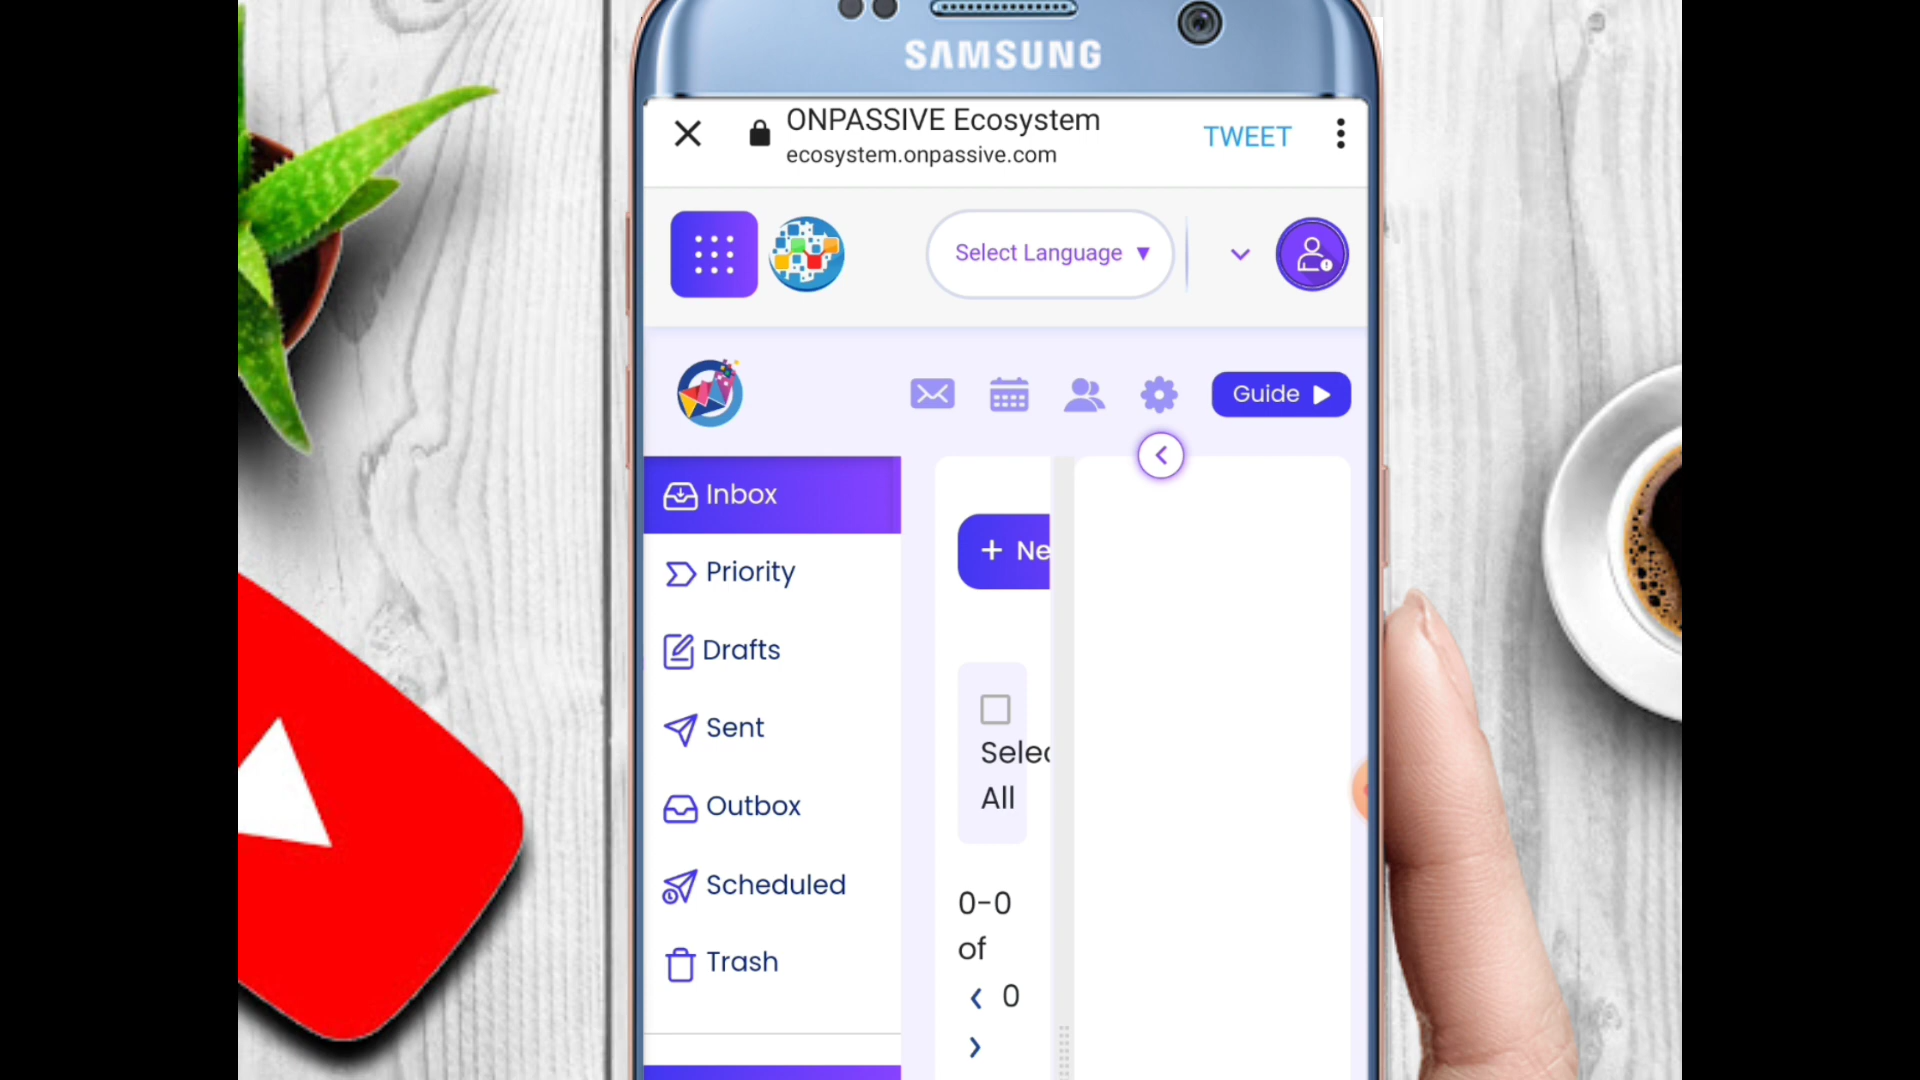 SAMSUNG
ONPASSIVE Ecosystem
ecosystem.onpassive.com
TWEET
Select Language ▼
Guide
Inbox
Priority
Drafts
Sent
Outbox
Scheduled
Trash
+ Ne
Selec
All
0-0
of
0